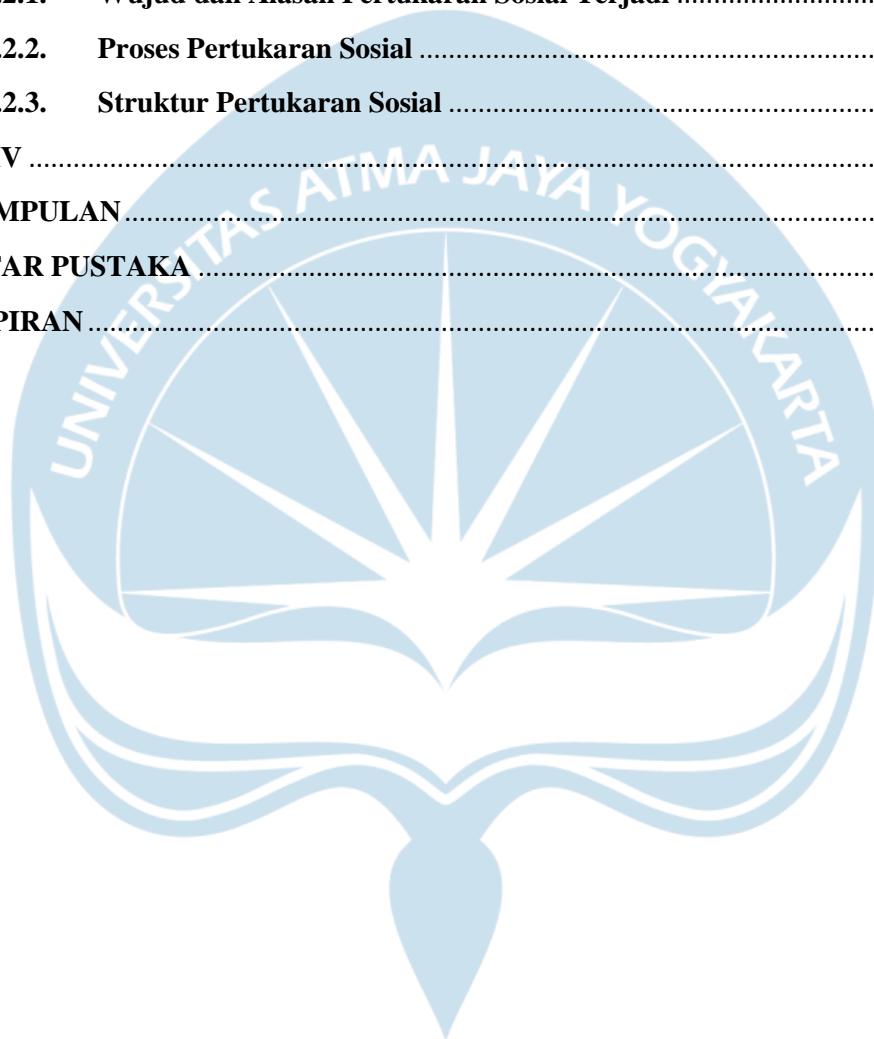 .2.1. Wujud dan Alasan Pertukaran Sosial Terjadi ........................................
.2.2. Proses Pertukaran Sosial ........................................
.2.3. Struktur Pertukaran Sosial ........................................
IV ........................................
MPULAN ........................................
TAR PUSTAKA ........................................
PIRAN ........................................
UNIVERSITAS ATMA JAYA YOGYAKARTA